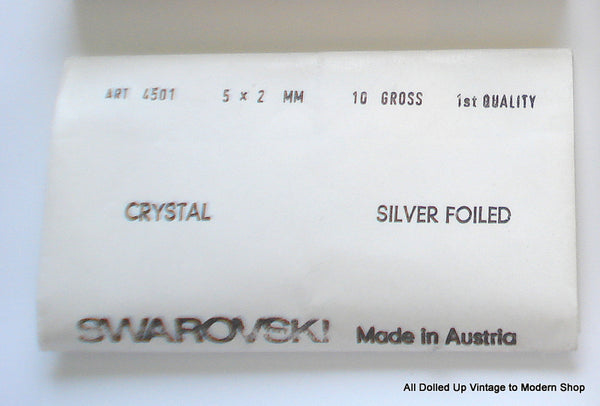 ART 4501 5 x 2 MM 10 GROSS 1st QUALITY
CRYSTAL SILVER FOILED
SWAROVSKI Made in Austria
All Dolled Up Vintage to Modern Shop